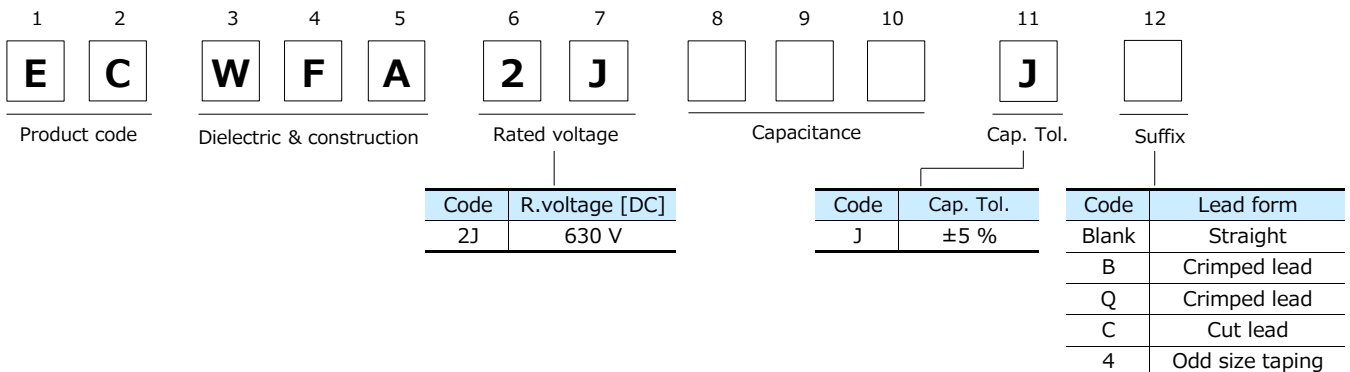 1 2 3 4 5 6 7 8 9 10 11 12
E C W F A 2 J J
Product code Dielectric & construction Rated voltage Capacitance Cap. Tol. Suffix
Code R.voltage [DC]
2J 630 V
Code Cap. Tol.
J ±5 %
Code Lead form
Blank Straight
B Crimped lead
Q Crimped lead
C Cut lead
4 Odd size taping